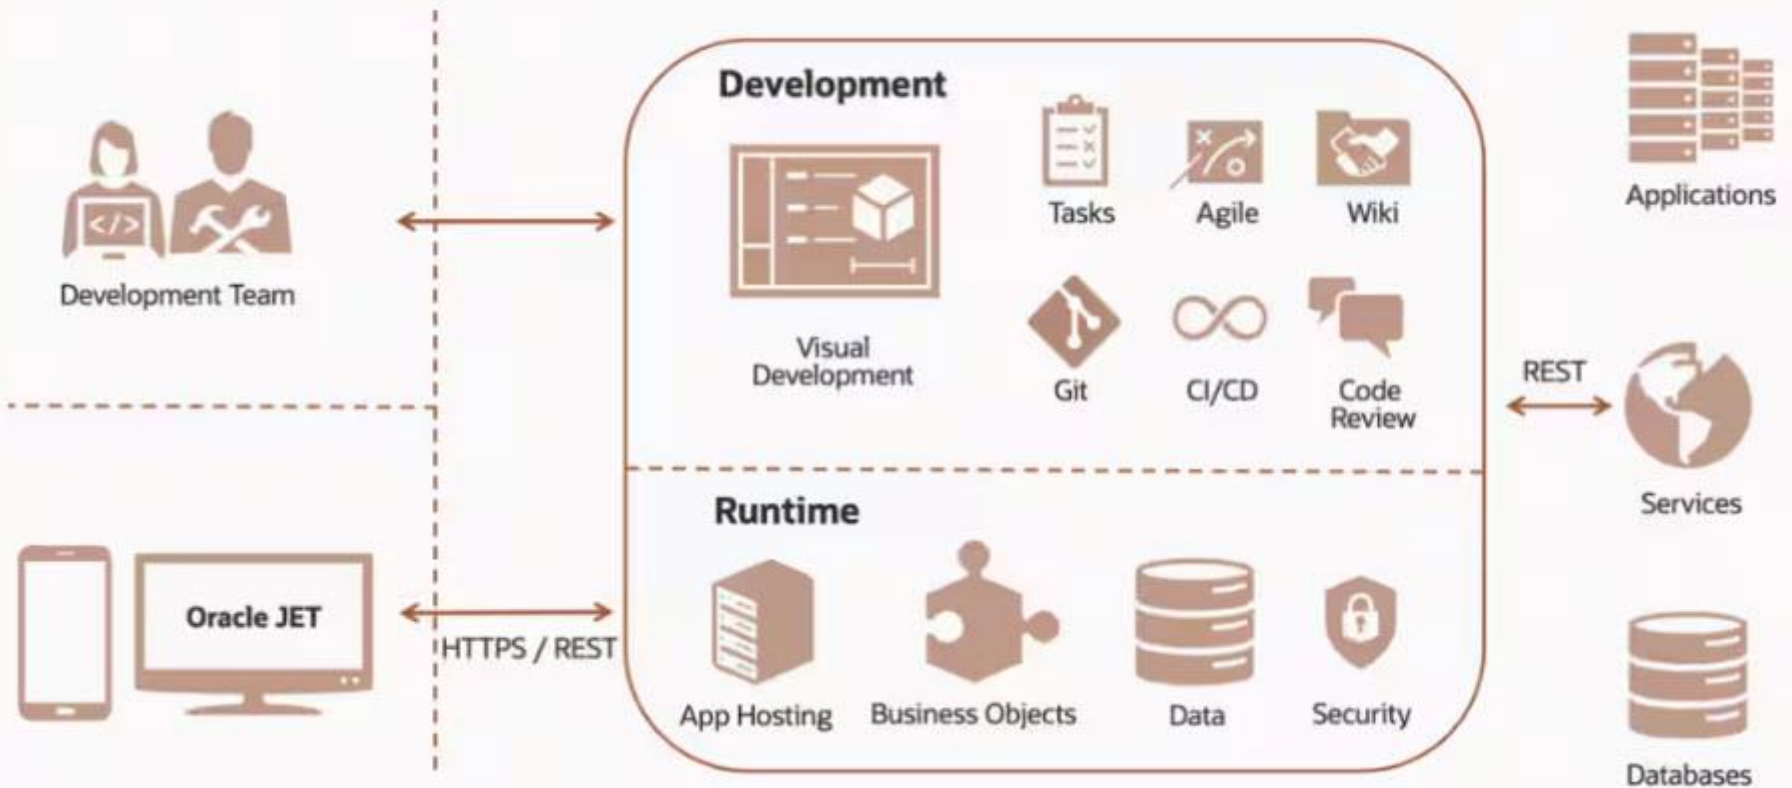 Development
Tasks
Agile
Wiki
Applications
</>
Development Team
Visual
Development
Git
CI/CD
Code
Review
REST
Services
Runtime
Oracle JET
HTTPS / REST
App Hosting
Business Objects
Data
Security
Databases